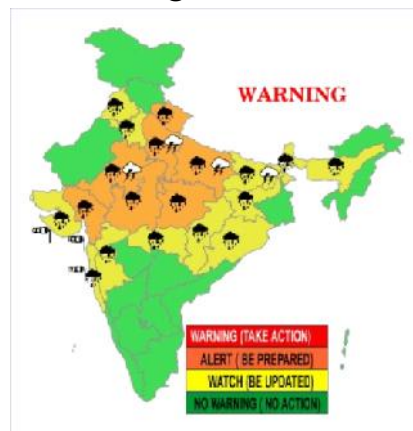 WARNING
WARNING (TAKE ACTION)
ALERT ( BE PREPARED)
WATCH (BE UPDATED)
NO WARNING ( NO ACTION)